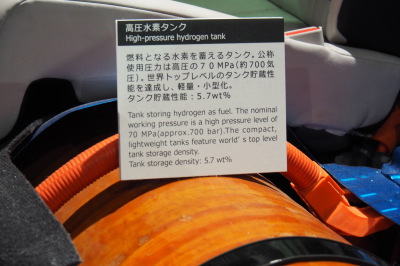 高圧水素タンク
High-pressure hydrogen tank
燃料となる水素を蓄えるタンク。公称
使用圧力は高圧の７０ＭPa（約700気
圧）。世界トップレベルのタンク貯蔵性
能を達成し、軽量・小型化。
タンク貯蔵性能：5.7wt%
Tank storing hydrogen as fuel. The nominal
working pressure is a high pressure level of
70 MPa(approx.700 bar).The compact,
lightweight tanks feature world's top level
tank storage density.
Tank storage density: 5.7 wt%